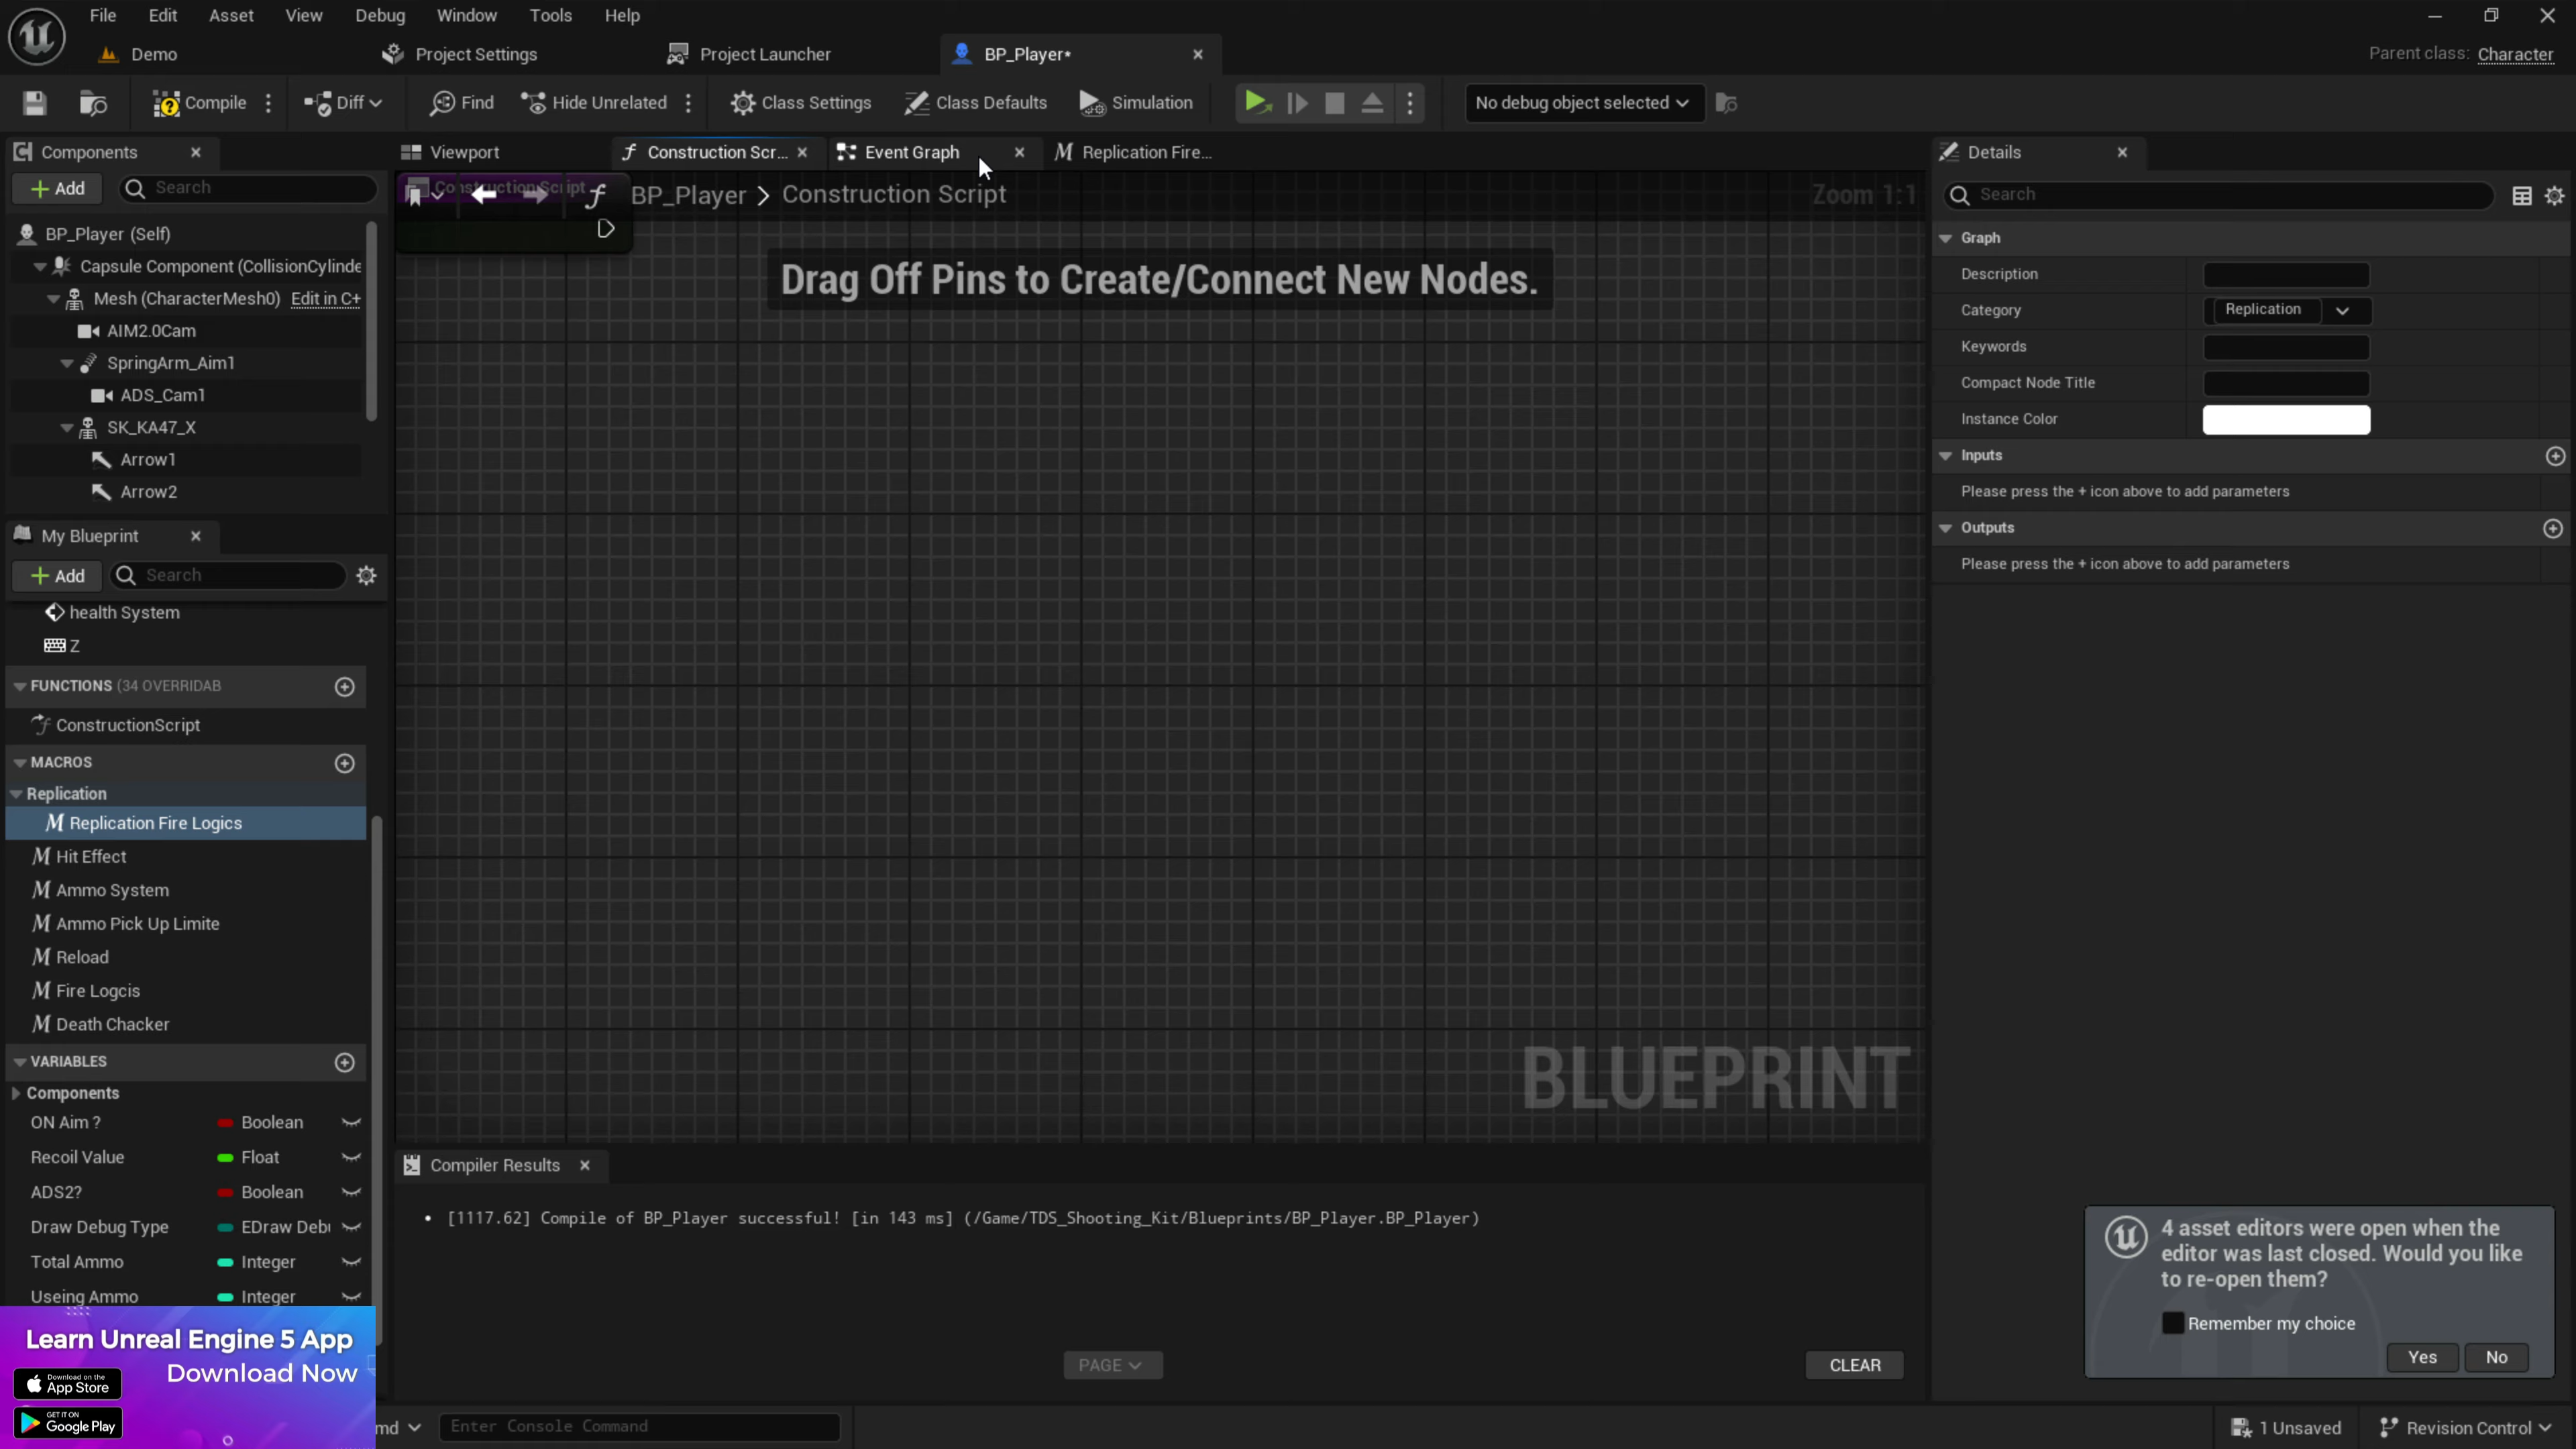 File Edit Asset View Debug Window Tools Help
Demo Project Settings Project Launcher BP_Player* Parent class: Character
Compile Diff Find Hide Unrelated Class Settings Class Defaults Simulation No debug object selected
Components
Add Search
BP_Player (Self)
Capsule Component (CollisionCylinde
Mesh (CharacterMesh0) Edit in C+
AIM2.0Cam
SpringArm_Aim1
ADS_Cam1
SK_KA47_X
Arrow1
Arrow2
My Blueprint
Add Search
health System
Z
FUNCTIONS (34 OVERRIDAB
ConstructionScript
MACROS
Replication
Replication Fire Logics
Hit Effect
Ammo System
Ammo Pick Up Limite
Reload
Fire Logcis
Death Chacker
VARIABLES
Components
ON Aim ? Boolean
Recoil Value Float
ADS2? Boolean
Draw Debug Type EDraw Debu
Total Ammo Integer
Useing Ammo Integer
Learn Unreal Engine 5 App
Download Now
Download on the
App Store
GET IT ON
Google Play
Viewport Construction Scr... Event Graph Replication Fire...
Construction Script
BP_Player > Construction Script Zoom 1:1
Drag Off Pins to Create/Connect New Nodes.
BLUEPRINT
Compiler Results
• [1117.62] Compile of BP_Player successful! [in 143 ms] (/Game/TDS_Shooting_Kit/Blueprints/BP_Player.BP_Player)
PAGE CLEAR
md Enter Console Command
Details
Search
Graph
Description
Category Replication
Keywords
Compact Node Title
Instance Color
Inputs
Please press the + icon above to add parameters
Outputs
Please press the + icon above to add parameters
4 asset editors were open when the
editor was last closed. Would you like
to re-open them?
Remember my choice
Yes No
1 Unsaved Revision Control